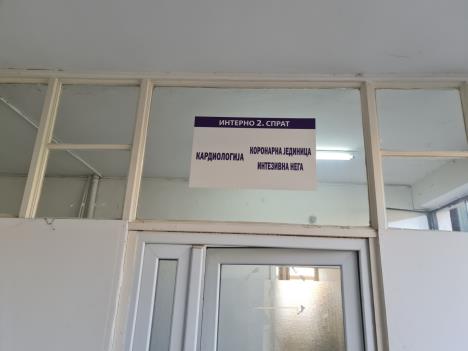 ИНТЕРНО 2. СПРАТ
КАРДИОЛОГИЈА
КОРОНАРНА ЈЕДИНИЦА
ИНТЕЗИВНА НЕГА